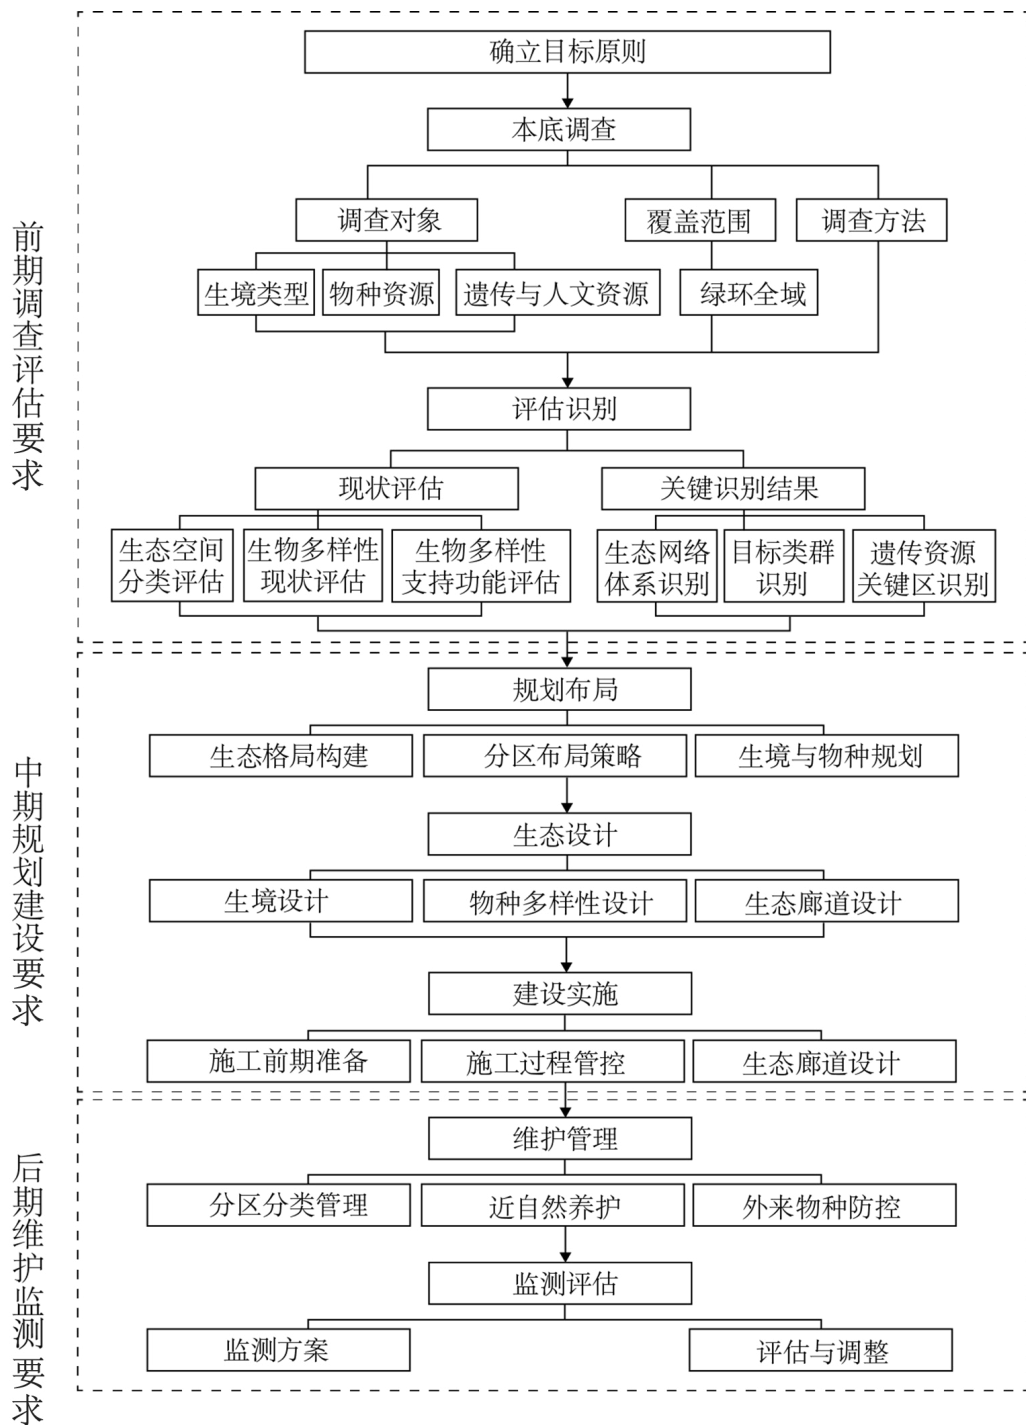 前期调查评估要求
确立目标原则
本底调查
调查对象
覆盖范围
调查方法
生境类型
物种资源
遗传与人文资源
绿环全域
评估识别
现状评估
关键识别结果
生态空间
分类评估
生物多样性
现状评估
生物多样性
支持功能评估
生态网络
体系识别
目标类群
识别
遗传资源
关键区识别
中期规划建设要求
规划布局
生态格局构建
分区布局策略
生境与物种规划
生态设计
生境设计
物种多样性设计
生态廊道设计
建设实施
施工前期准备
施工过程管控
生态廊道设计
后期维护监测要求
维护管理
分区分类管理
近自然养护
外来物种防控
监测评估
监测方案
评估与调整